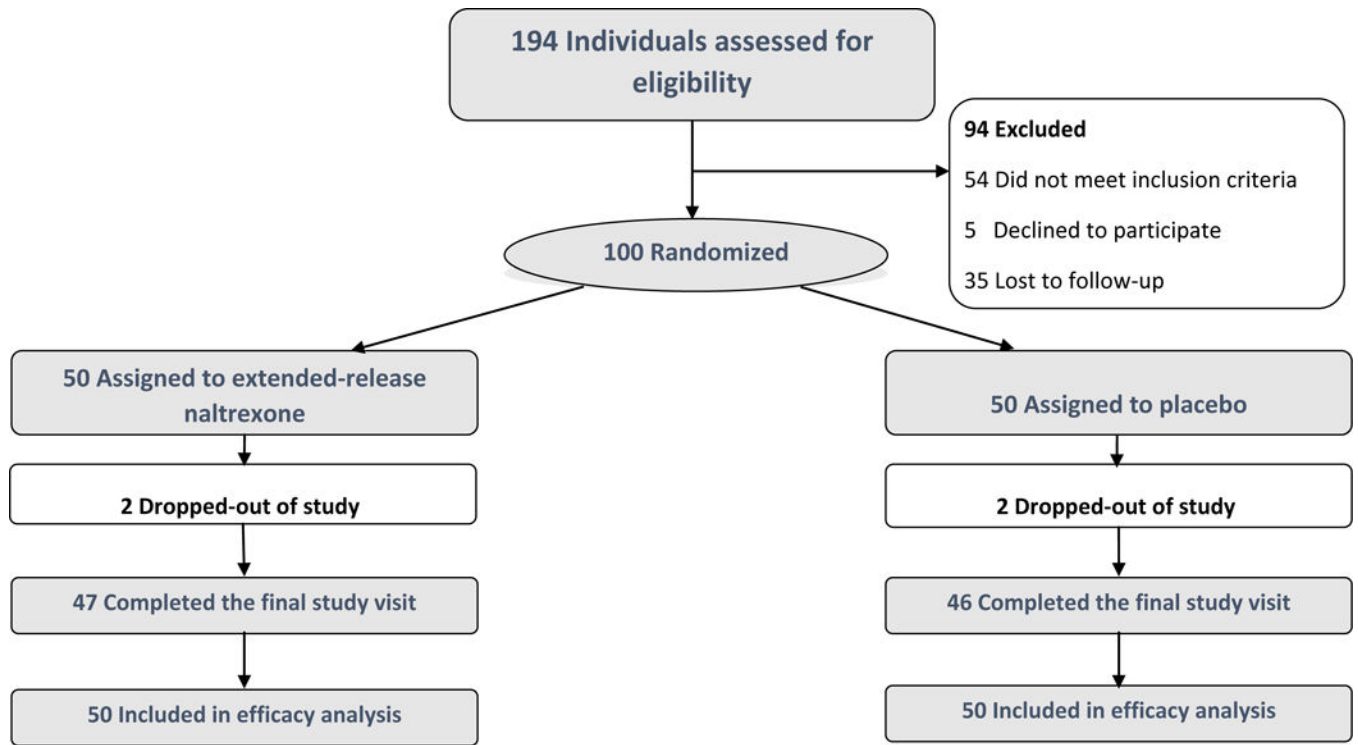 194 Individuals assessed for
eligibility
94 Excluded
54 Did not meet inclusion criteria
5 Declined to participate
35 Lost to follow-up
100 Randomized
50 Assigned to extended-release
naltrexone
50 Assigned to placebo
2 Dropped-out of study
2 Dropped-out of study
47 Completed the final study visit
46 Completed the final study visit
50 Included in efficacy analysis
50 Included in efficacy analysis